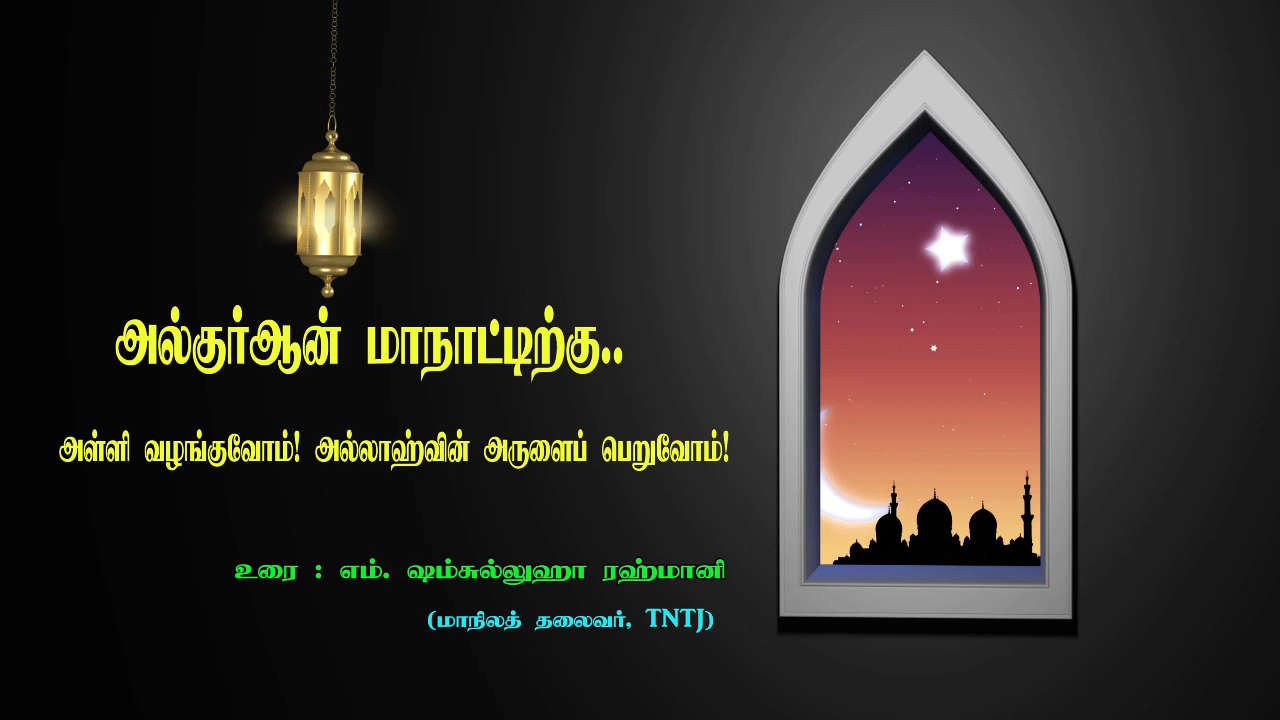 அல்குர்ஆன் மாநாட்டிற்கு..
அள்ளி வழங்குவோம்! அல்லாஹ்வின் அருளைப் பெறுவோம்!
உரை : எம். ஷம்சுல்லுஹா ரஹ்மானி
(மாநிலத் தலைவர், TNTJ)